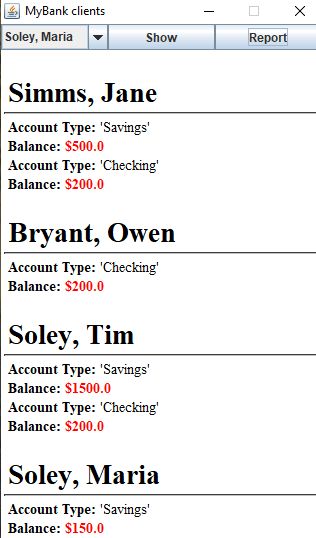 MyBank clients
Soley, Maria Show Report
Simms, Jane
Account Type: 'Savings'
Balance: $500.0
Account Type: 'Checking'
Balance: $200.0
Bryant, Owen
Account Type: 'Checking'
Balance: $200.0
Soley, Tim
Account Type: 'Savings'
Balance: $1500.0
Account Type: 'Checking'
Balance: $200.0
Soley, Maria
Account Type: 'Savings'
Balance: $150.0